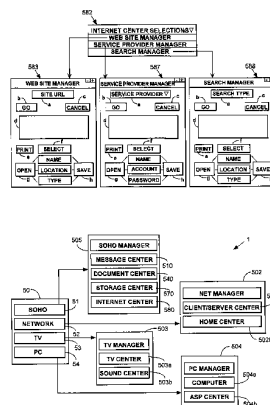 582
INTERNET CENTER SELECTIONS▽
WEB SITE MANAGER
SERVICE PROVIDER MANAGER
SEARCH MANAGER
583
587
WEB SITE MANAGER
SITE URL
GO
CANCEL
PRINT
SELECT
NAME
OPEN
LOCATION
SAVE
TYPE
SERVICE PROVIDER MANAGER
SERVICE PROVIDER ▽
GO
CANCEL
PRINT
SELECT
NAME
OPEN
ACCOUNT
SAVE
PASSWORD
SEARCH MANAGER
SEARCH TYPE
GO
CANCEL
PRINT
SELECT
NAME
OPEN
LOCATION
SAVE
TYPE
1
505
SOHO MANAGER
MESSAGE CENTER
510
DOCUMENT CENTER
540
STORAGE CENTER
570
INTERNET CENTER
580
502
NET MANAGER
CLIENT/SERVER CENTER
HOME CENTER
50
SOHO
51
NETWORK
52
TV
53
PC
54
503
TV MANAGER
TV CENTER
503a
SOUND CENTER
503b
504
PC MANAGER
COMPUTER
504a
ASP CENTER
504b